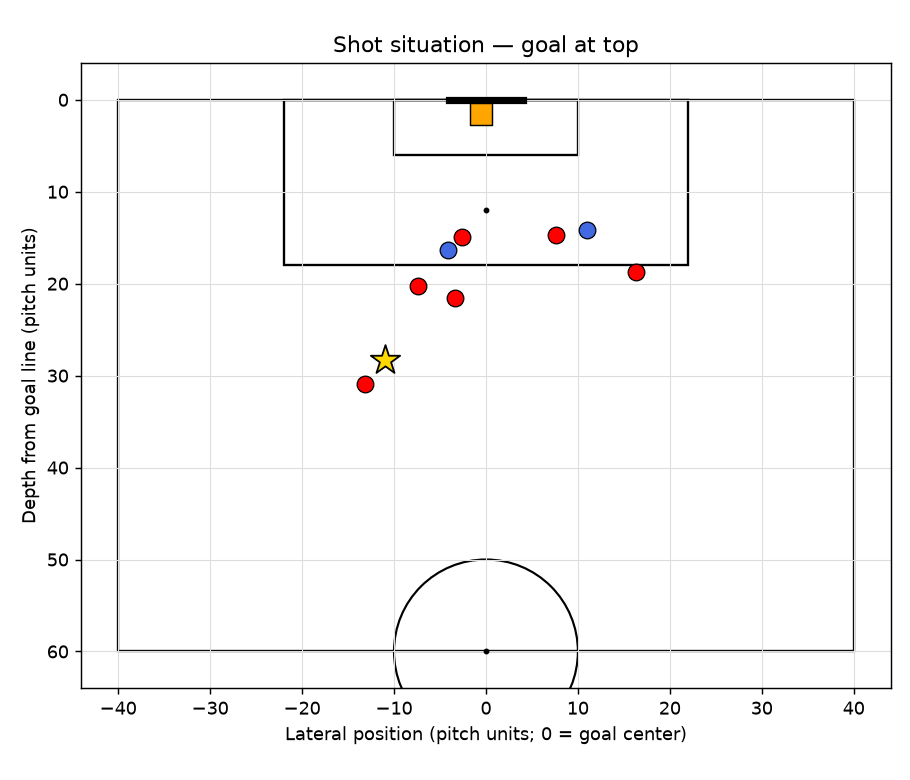 Shot situation — goal at top
Depth from goal line (pitch units)
0
10
20
30
40
50
60
−40 −30 −20 −10 0 10 20 30 40
Lateral position (pitch units; 0 = goal center)